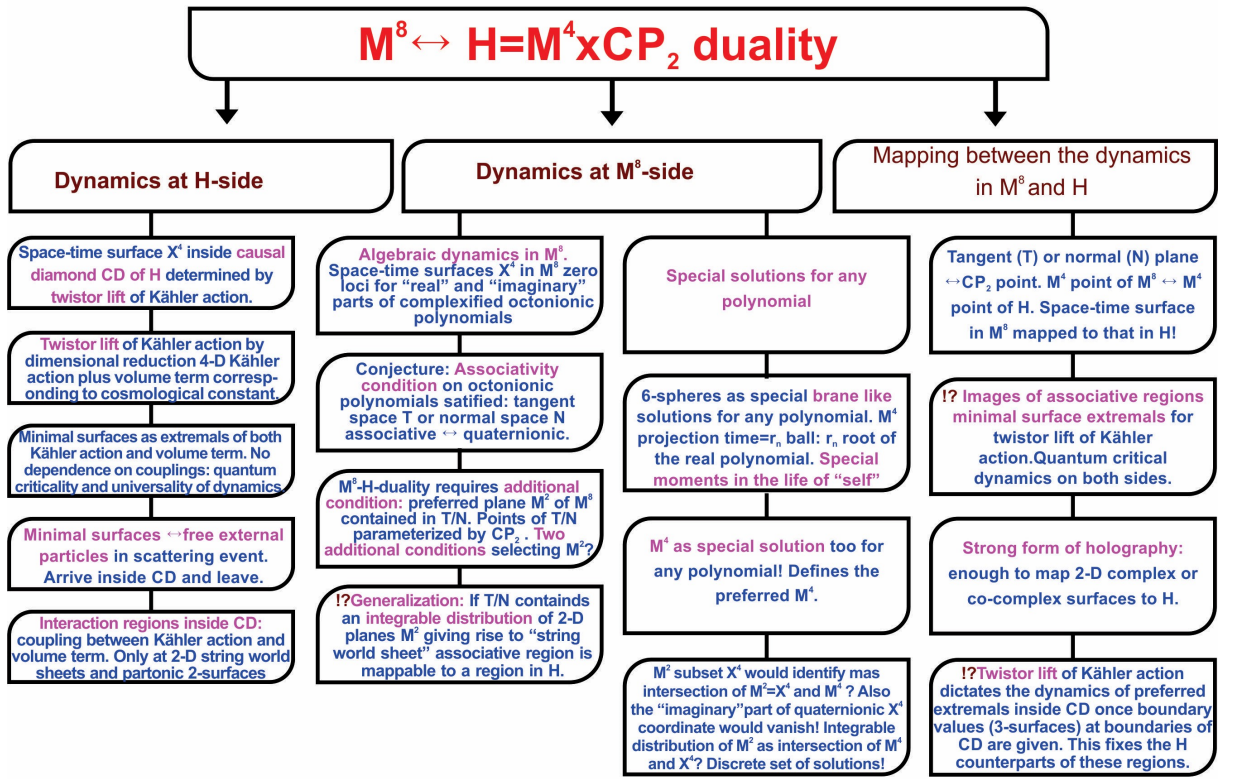 M⁸ ↔ H=M⁴xCP₂ duality
Dynamics at H-side
Space-time surface X⁴ inside causal
diamond CD of H determined by
twistor lift of Kähler action.
Twistor lift of Kähler action by
dimensional reduction 4-D Kähler
action plus volume term corresp-
onding to cosmological constant.
Minimal surfaces as extremals of both
Kähler action and volume term. No
dependence on couplings: quantum
criticality and universality of dynamics
Minimal surfaces ↔free external
particles in scattering event.
Arrive inside CD and leave.
Interaction regions inside CD:
coupling between Kähler action and
volume term. Only at 2-D string world
sheets and partonic 2-surfaces
Dynamics at M⁸-side
Algebraic dynamics in M⁸.
Space-time surfaces X⁴ in M⁸ zero
loci for “real” and “imaginary”
parts of complexified octonionic
polynomials
Conjecture: Associativity
condition on octonionic
polynomials satified: tangent
space T or normal space N
associative ↔ quaternionic.
M⁸-H-duality requires additional
condition: preferred plane M² of M⁸
contained in T/N. Points of T/N
parameterized by CP₂ . Two
additional conditions selecting M²?
!?Generalization: If T/N containds
an integrable distribution of 2-D
planes M² giving rise to “string
world sheet” associative region is
mappable to a region in H.
Special solutions for any
polynomial
6-spheres as special brane like
solutions for any polynomial. M⁴
projection time=rₙ ball: rₙ root of
the real polynomial. Special
moments in the life of “self”
M⁴ as special solution too for
any polynomial! Defines the
preferred M⁴.
M² subset X⁴ would identify mas
intersection of M²=X⁴ and M⁴ ? Also
the “imaginary”part of quaternionic X⁴
coordinate would vanish! Integrable
distribution of M² as intersection of M⁴
and X⁴? Discrete set of solutions!
Mapping between the dynamics
in M⁸ and H
Tangent (T) or normal (N) plane
↔CP₂ point. M⁴ point of M⁸ ↔ M⁴
point of H. Space-time surface
in M⁸ mapped to that in H!
!? Images of associative regions
minimal surface extremals for
twistor lift of Kähler
action.Quantum critical
dynamics on both sides.
Strong form of holography:
enough to map 2-D complex or
co-complex surfaces to H.
!?Twistor lift of Kähler action
dictates the dynamics of preferred
extremals inside CD once boundary
values (3-surfaces) at boundaries of
CD are given. This fixes the H
counterparts of these regions.